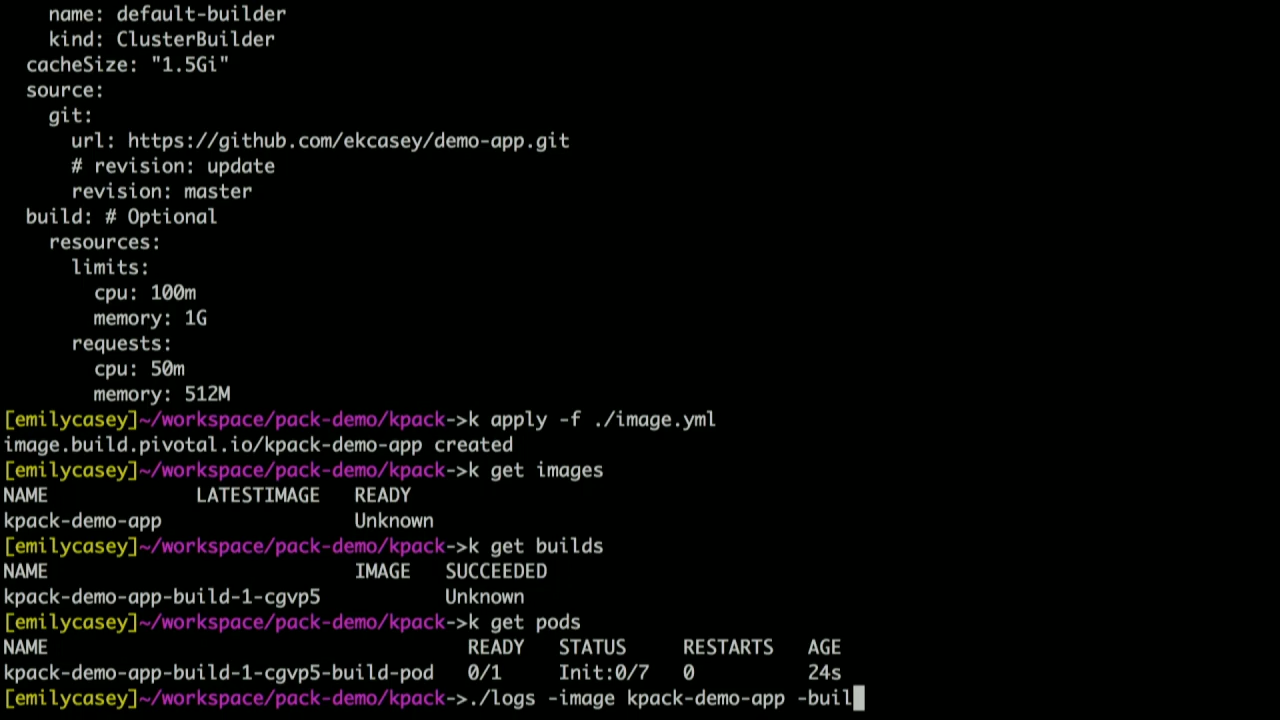 name: default-builder
kind: ClusterBuilder
cacheSize: "1.5Gi"
source:
git:
url: https://github.com/ekcasey/demo-app.git
# revision: update
revision: master
build: # Optional
resources:
limits:
cpu: 100m
memory: 1G
requests:
cpu: 50m
memory: 512M
[emilycasey]~/workspace/pack-demo/kpack->k apply -f ./image.yml
image.build.pivotal.io/kpack-demo-app created
[emilycasey]~/workspace/pack-demo/kpack->k get images
NAME LATESTIMAGE READY
kpack-demo-app Unknown
[emilycasey]~/workspace/pack-demo/kpack->k get builds
NAME IMAGE SUCCEEDED
kpack-demo-app-build-1-cgvp5 Unknown
[emilycasey]~/workspace/pack-demo/kpack->k get pods
NAME READY STATUS RESTARTS AGE
kpack-demo-app-build-1-cgvp5-build-pod 0/1 Init:0/7 0 24s
[emilycasey]~/workspace/pack-demo/kpack->./logs -image kpack-demo-app -buil